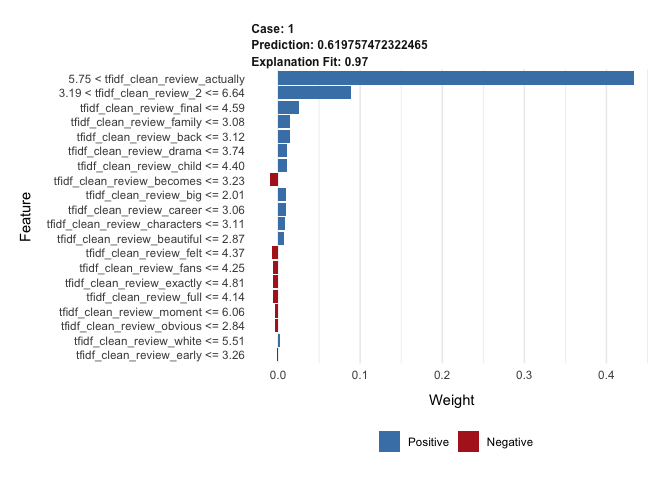 Case: 1
Prediction: 0.619757472322465
Explanation Fit: 0.97
5.75 < tfidf_clean_review_actually
3.19 < tfidf_clean_review_2 <= 6.64
tfidf_clean_review_final <= 4.59
tfidf_clean_review_family <= 3.08
tfidf_clean_review_back <= 3.12
tfidf_clean_review_drama <= 3.74
tfidf_clean_review_child <= 4.40
tfidf_clean_review_becomes <= 3.23
tfidf_clean_review_big <= 2.01
tfidf_clean_review_career <= 3.06
tfidf_clean_review_characters <= 3.11
tfidf_clean_review_beautiful <= 2.87
tfidf_clean_review_felt <= 4.37
tfidf_clean_review_fans <= 4.25
tfidf_clean_review_exactly <= 4.81
tfidf_clean_review_full <= 4.14
tfidf_clean_review_moment <= 6.06
tfidf_clean_review_obvious <= 2.84
tfidf_clean_review_white <= 5.51
tfidf_clean_review_early <= 3.26
Feature
0.0 0.1 0.2 0.3 0.4
Weight
Positive Negative